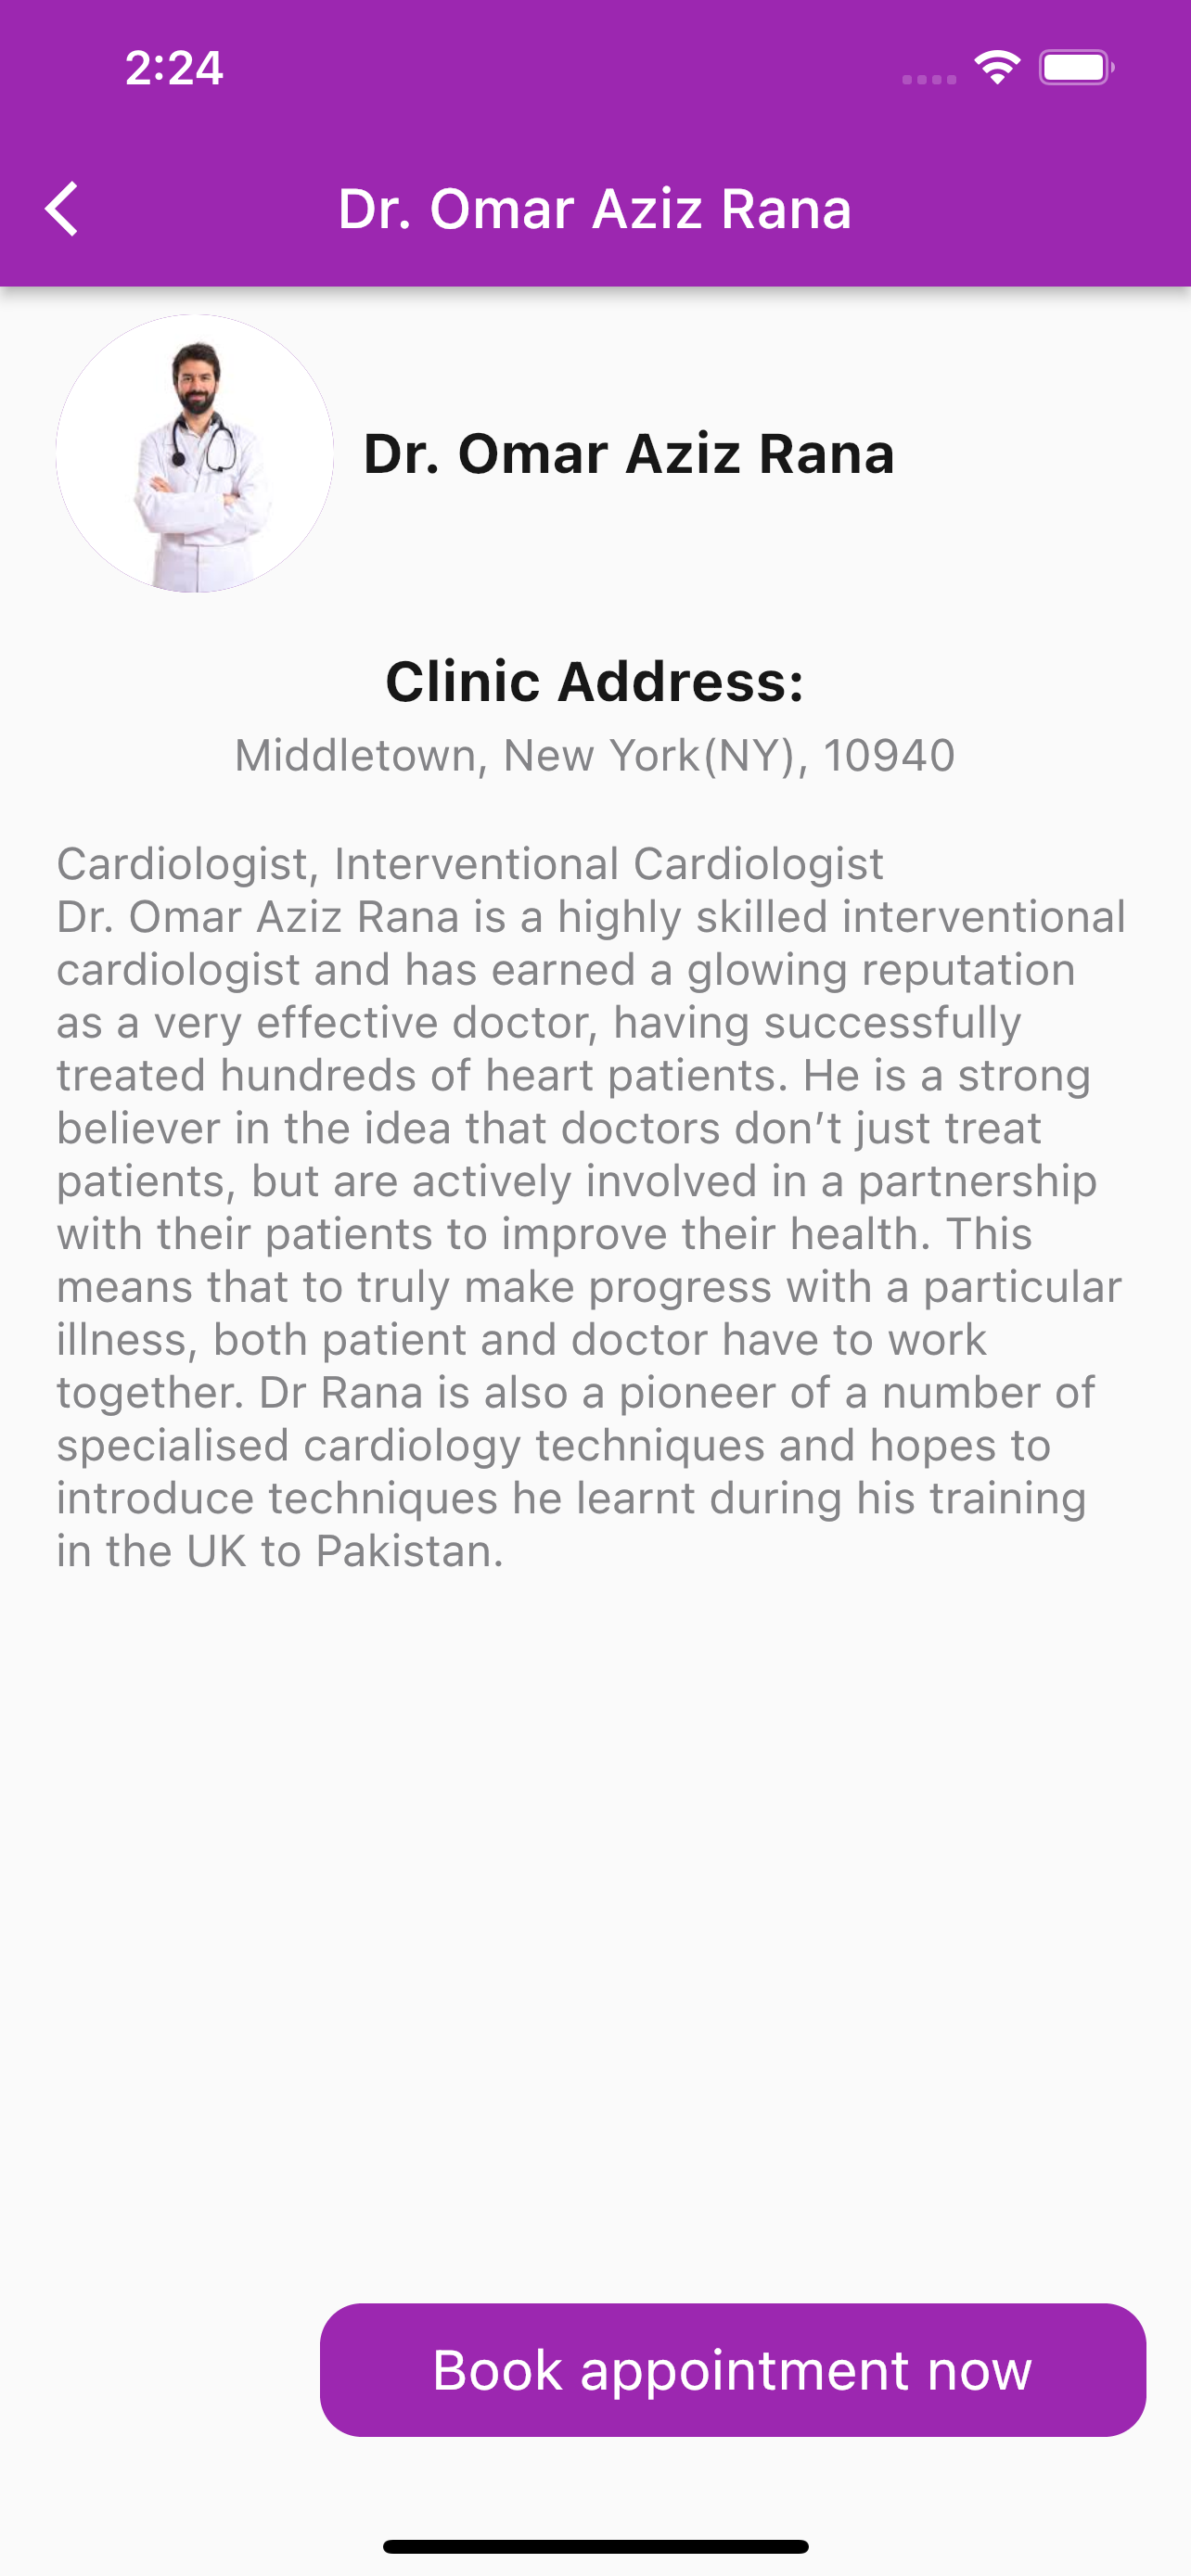 2:24
Dr. Omar Aziz Rana
Dr. Omar Aziz Rana
Clinic Address:
Middletown, New York(NY), 10940
Cardiologist, Interventional Cardiologist
Dr. Omar Aziz Rana is a highly skilled interventional
cardiologist and has earned a glowing reputation
as a very effective doctor, having successfully
treated hundreds of heart patients. He is a strong
believer in the idea that doctors don’t just treat
patients, but are actively involved in a partnership
with their patients to improve their health. This
means that to truly make progress with a particular
illness, both patient and doctor have to work
together. Dr Rana is also a pioneer of a number of
specialised cardiology techniques and hopes to
introduce techniques he learnt during his training
in the UK to Pakistan.
Book appointment now